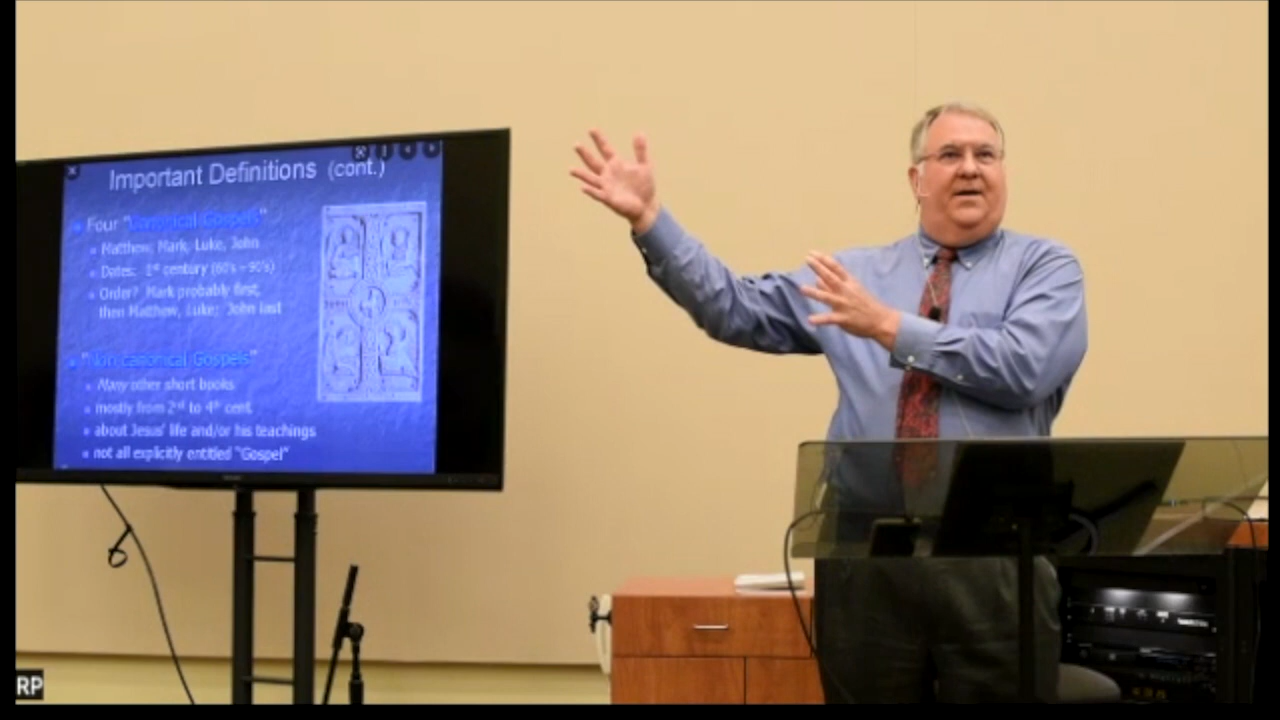 Important Definitions (cont.)
Four "Canonical Gospels"
Matthew, Mark, Luke, John
Dates: 1st century (60's – 90's)
Order? Mark probably first,
then Matthew, Luke; John last
"Non-canonical Gospels"
Many other short books
mostly from 2nd to 4th cent.
about Jesus' life and/or his teachings
not all explicitly entitled "Gospel"
RP